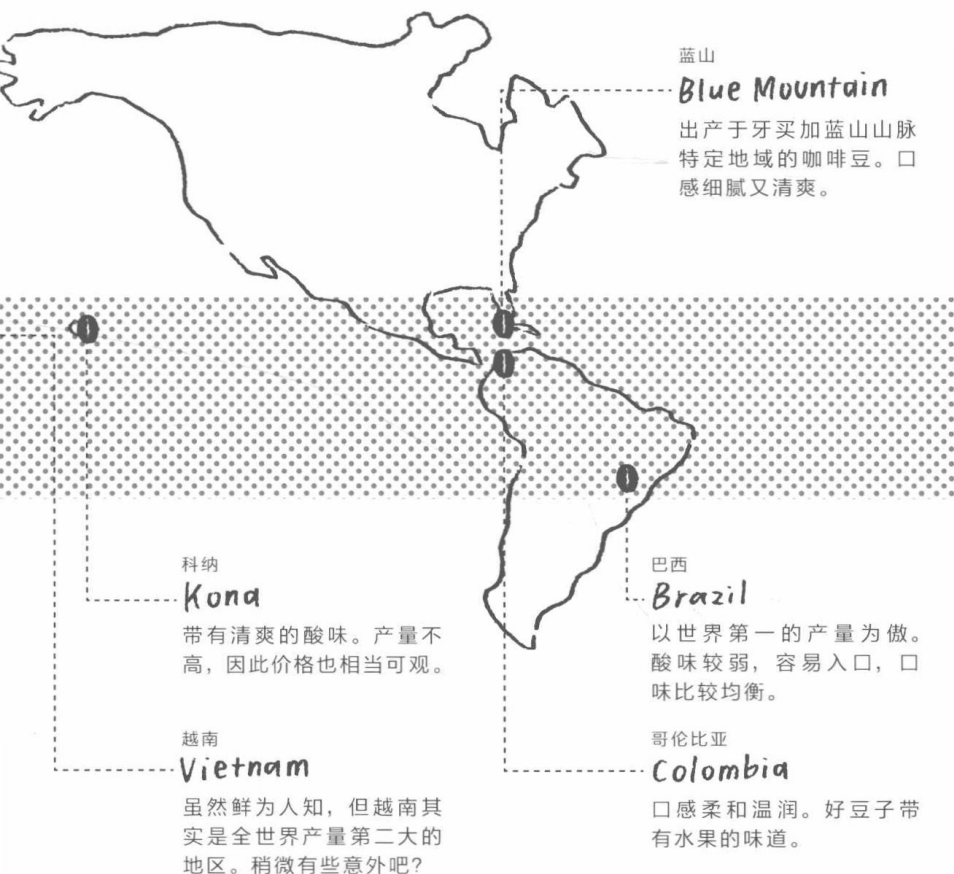 蓝山
Blue Mountain
出产于牙买加蓝山山脉
特定地域的咖啡豆。口
感细腻又清爽。
科纳
Kona
带有清爽的酸味。产量不
高，因此价格也相当可观。
巴西
Brazil
以世界第一的产量为傲。
酸味较弱，容易入口，口
味比较均衡。
越南
Vietnam
虽然鲜为人知，但越南其
实是全世界产量第二大的
地区。稍微有些意外吧？
哥伦比亚
Colombia
口感柔和温润。好豆子带
有水果的味道。